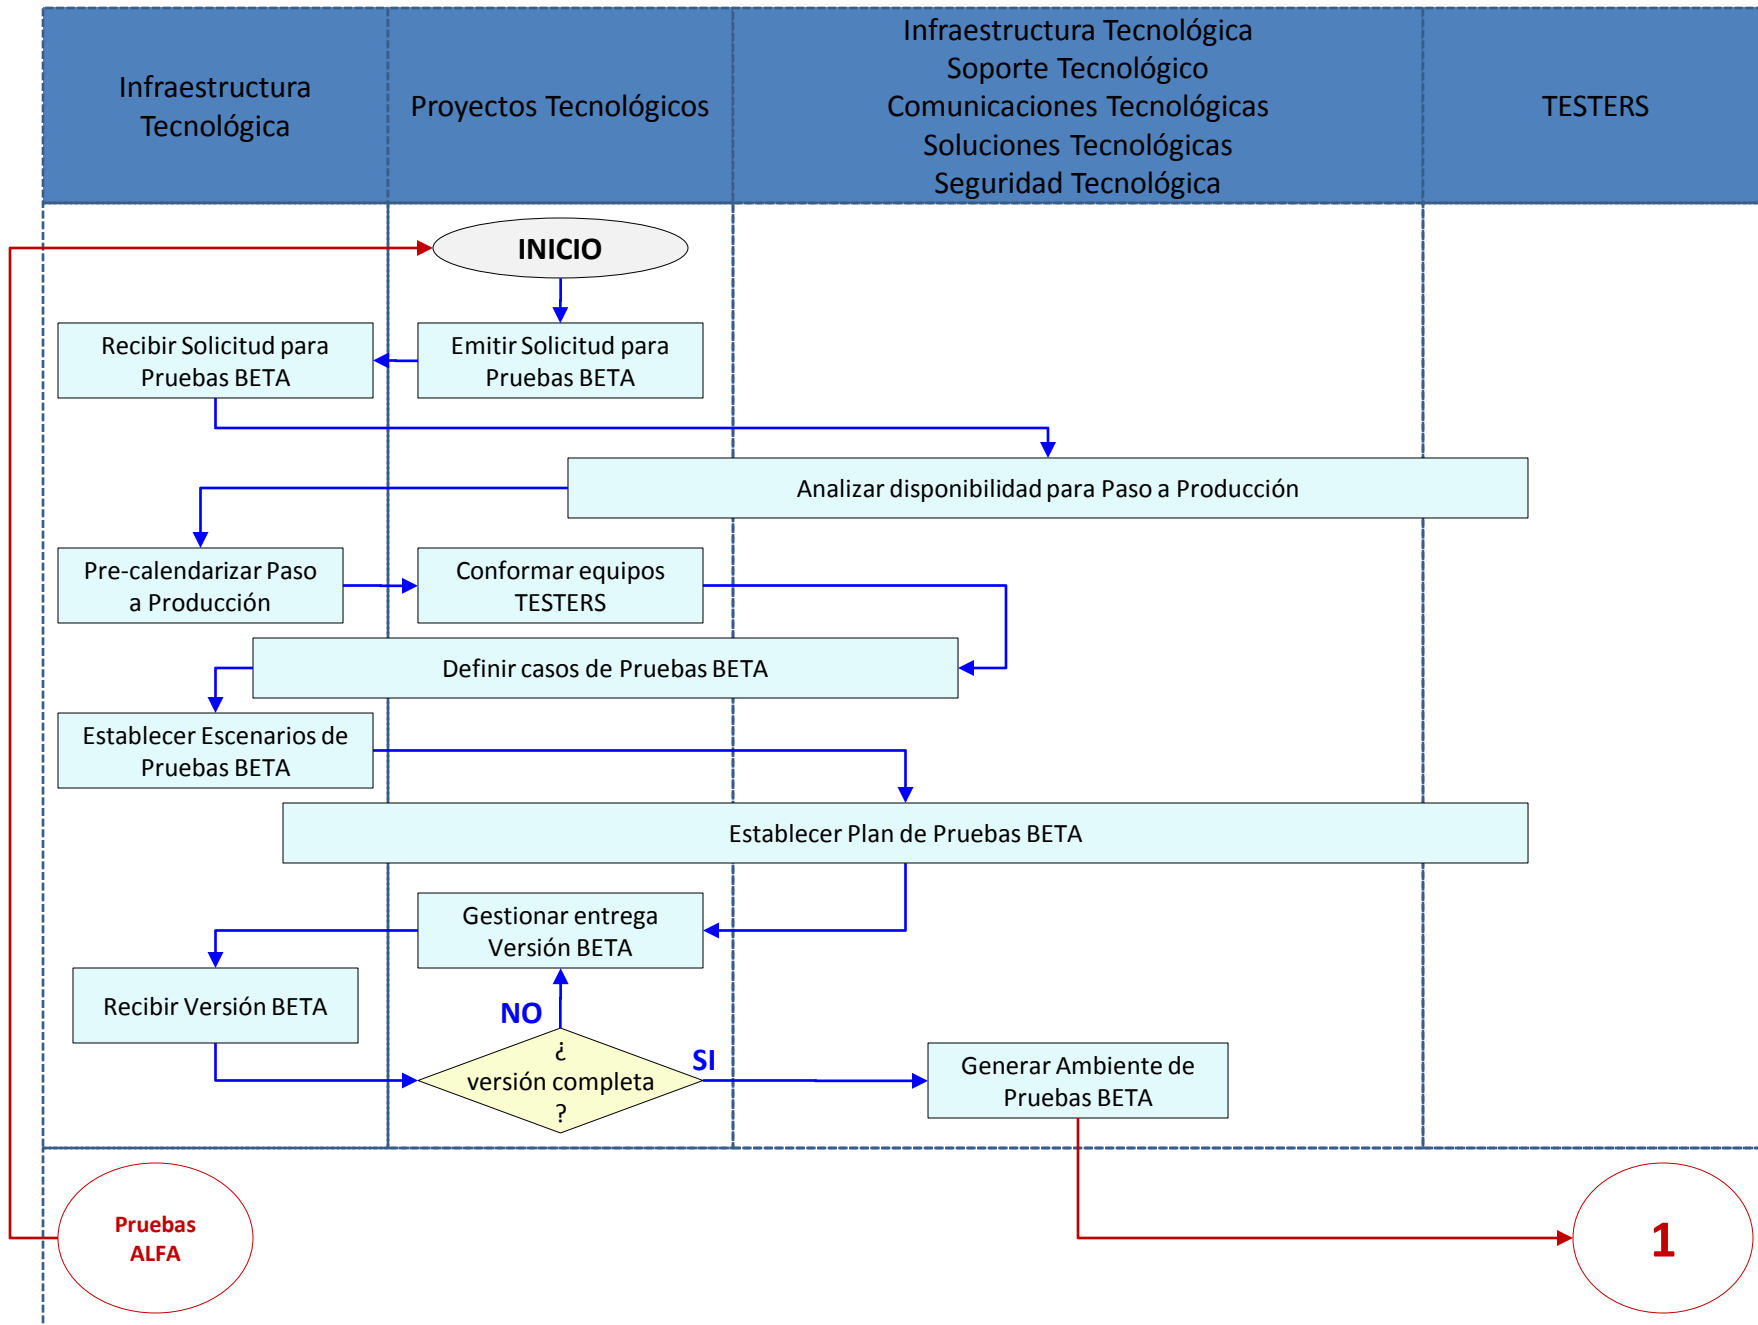 Infraestructura
Tecnológica
Proyectos Tecnológicos
Infraestructura Tecnológica
Soporte Tecnológico
Comunicaciones Tecnológicas
Soluciones Tecnológicas
Seguridad Tecnológica
TESTERS
INICIO
Recibir Solicitud para
Pruebas BETA
Emitir Solicitud para
Pruebas BETA
Analizar disponibilidad para Paso a Producción
Pre-calendarizar Paso
a Producción
Conformar equipos
TESTERS
Definir casos de Pruebas BETA
Establecer Escenarios de
Pruebas BETA
Establecer Plan de Pruebas BETA
Gestionar entrega
Versión BETA
Recibir Versión BETA
NO
¿
versión completa
?
SI
Generar Ambiente de
Pruebas BETA
Pruebas
ALFA
1